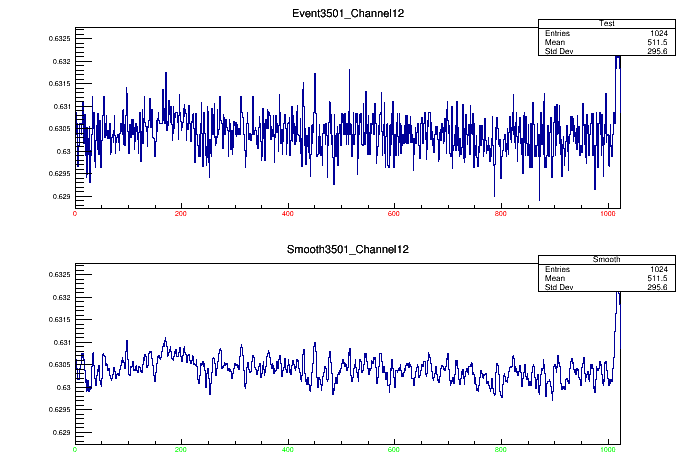 Event3501_Channel12
Test
Entries 1024
Mean 511.5
Std Dev 295.6
0.6325
0.632
0.6315
0.631
0.6305
0.63
0.6295
0.629
0 200 400 600 800 1000
Smooth3501_Channel12
Smooth
Entries 1024
Mean 511.5
Std Dev 295.6
0.6325
0.632
0.6315
0.631
0.6305
0.63
0.6295
0.629
0 200 400 600 800 1000